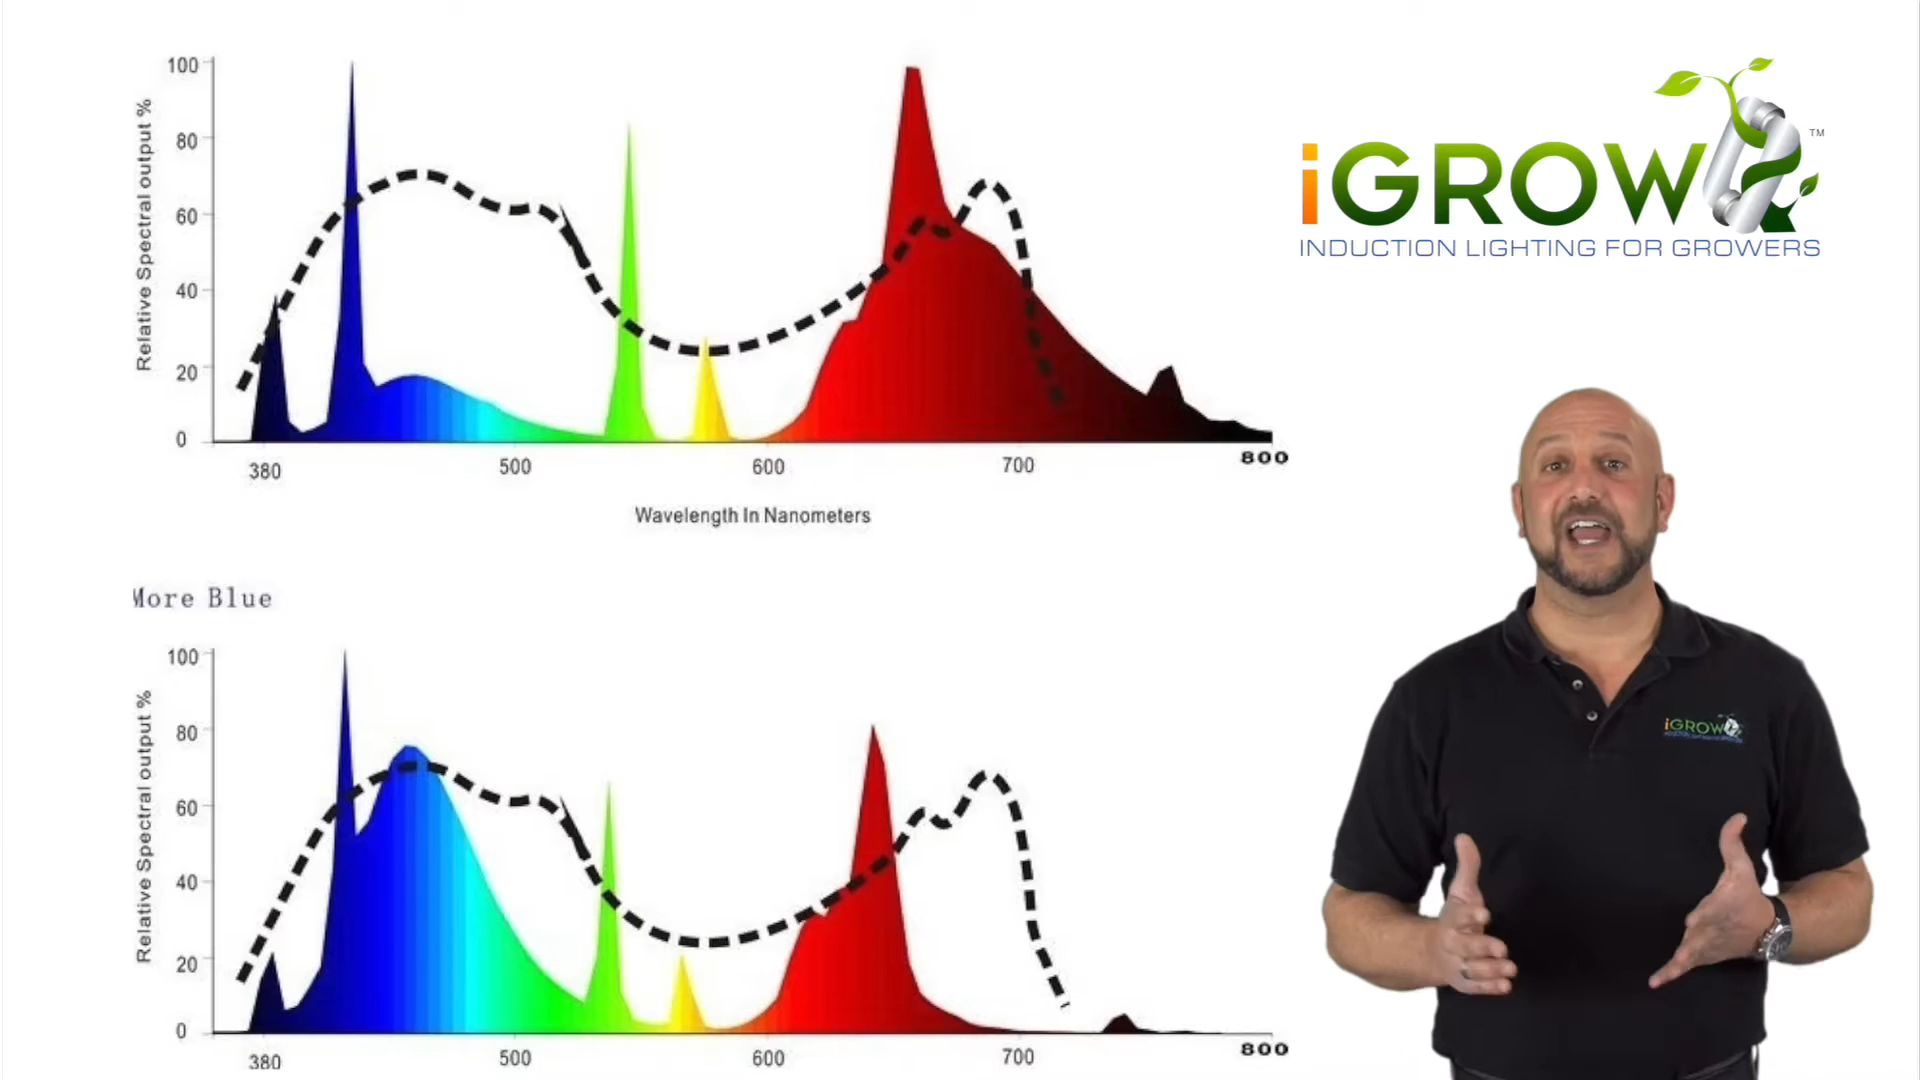 100
80
60
40
20
0
Relative Spectral output %
380
500
600
700
800
Wavelength In Nanometers
More Blue
100
80
60
40
20
0
Relative Spectral output %
380
500
600
700
800
iGROW
TM
INDUCTION LIGHTING FOR GROWERS
iGROW